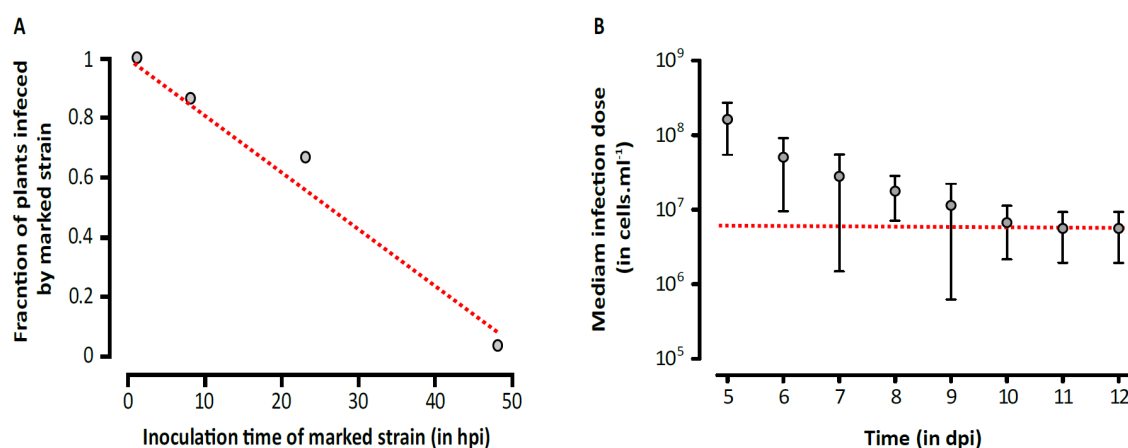 A
Fracntion of plants infeced
by marked strain
1
0.8
0.6
0.4
0.2
0
0 10 20 30 40 50
Inoculation time of marked strain (in hpi)
B
Mediam infection dose
(in cells.ml⁻¹)
10⁹
10⁸
10⁷
10⁶
10⁵
5 6 7 8 9 10 11 12
Time (in dpi)